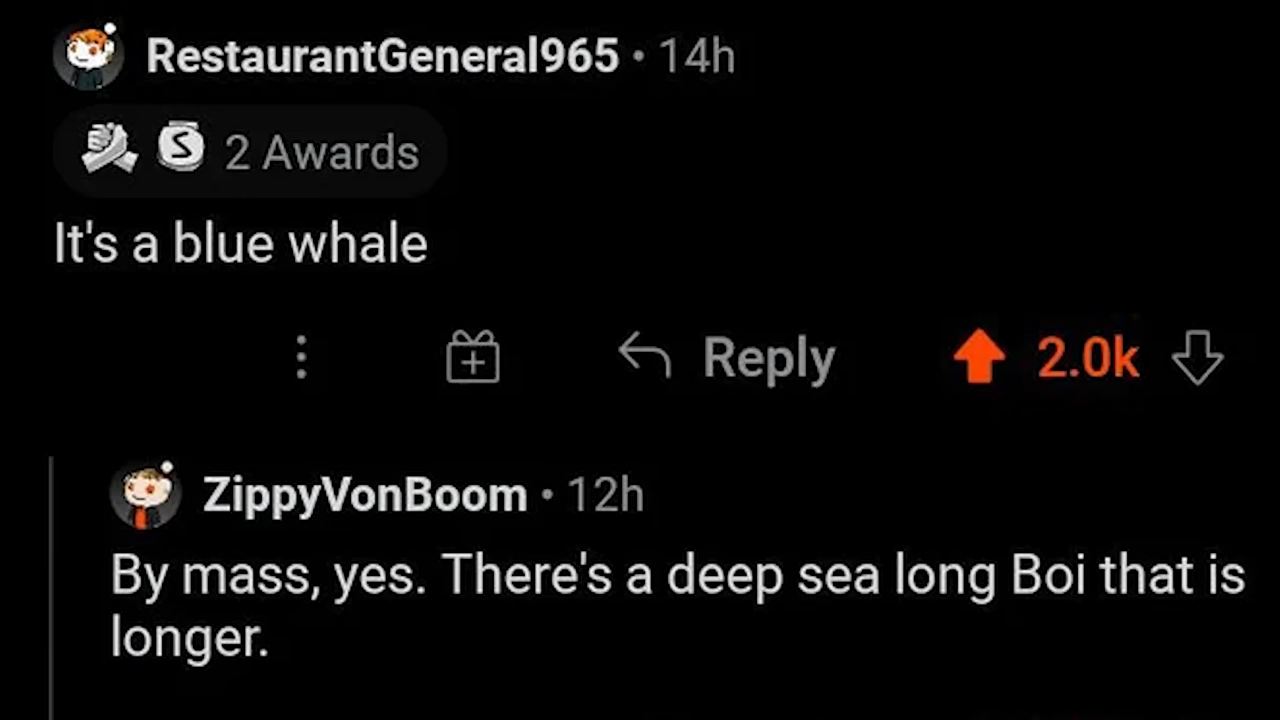 RestaurantGeneral965 • 14h
S 2 Awards
It's a blue whale
Reply 2.0k
ZippyVonBoom • 12h
By mass, yes. There's a deep sea long Boi that is
longer.